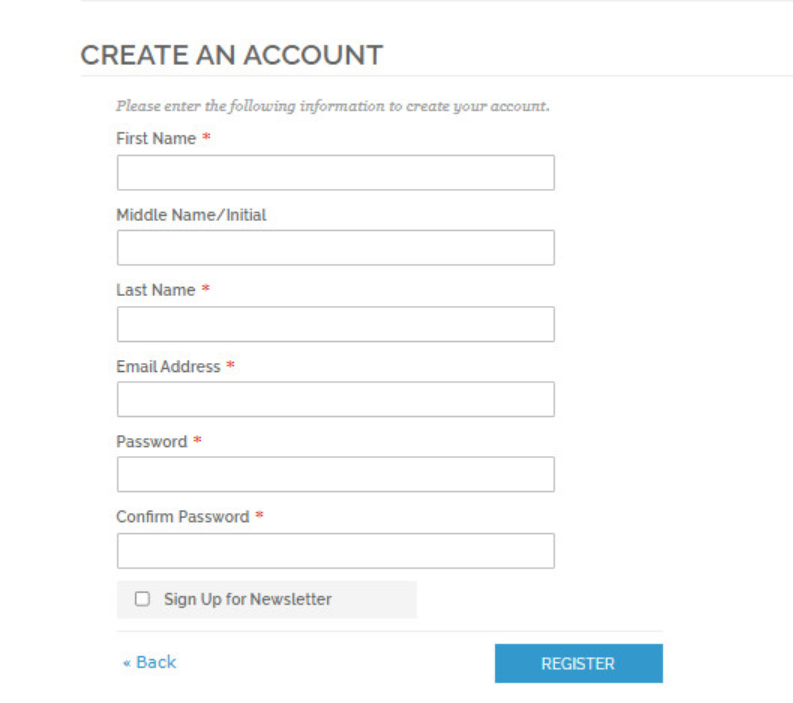 CREATE AN ACCOUNT
Please enter the following information to create your account.
First Name *
Middle Name/Initial
Last Name *
Email Address *
Password *
Confirm Password *
Sign Up for Newsletter
« Back
REGISTER